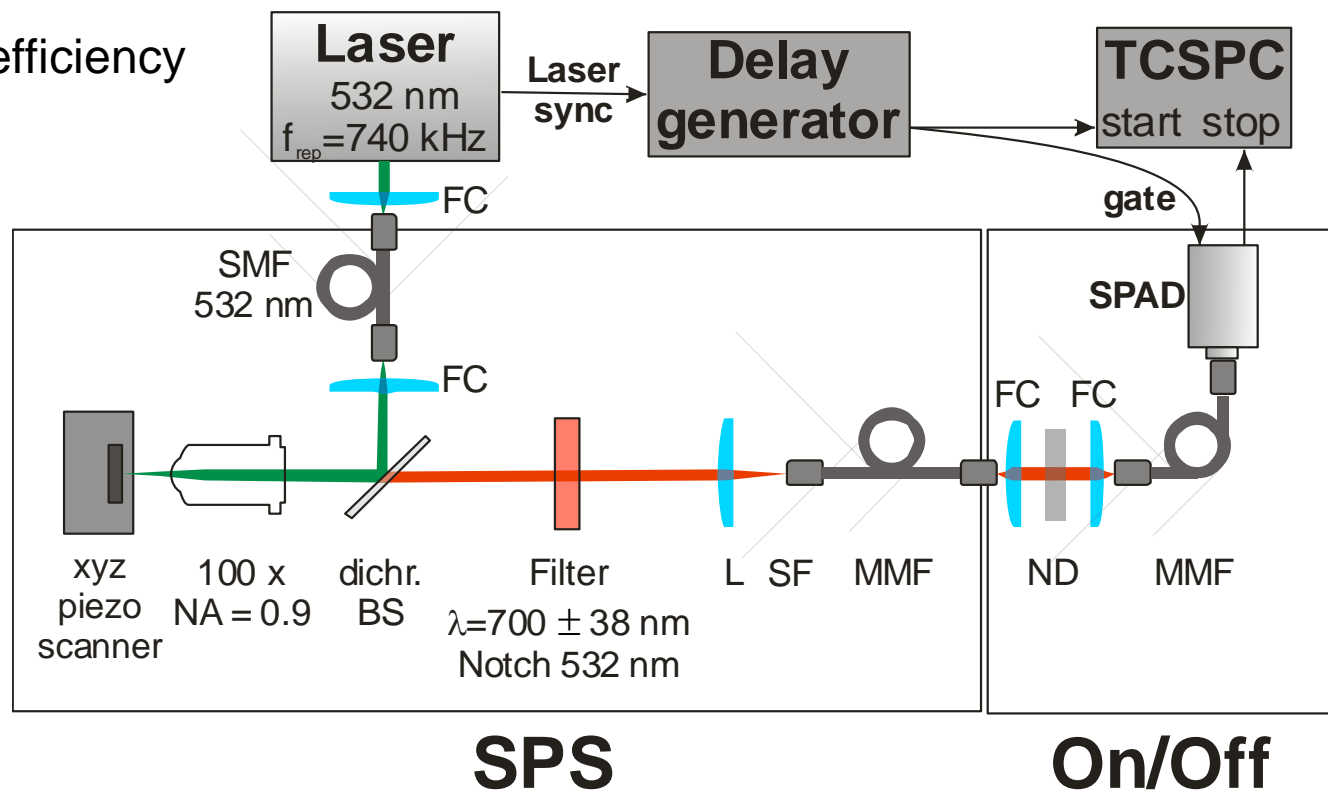 efficiency
Laser
532 nm
f_rep=740 kHz
Laser
sync
Delay
generator
TCSPC
start stop
FC
gate
SMF
532 nm
SPAD
FC
FC FC
xyz
piezo
scanner
100 x
NA = 0.9
dichr.
BS
Filter
λ=700 ± 38 nm
Notch 532 nm
L SF MMF
ND MMF
SPS
On/Off